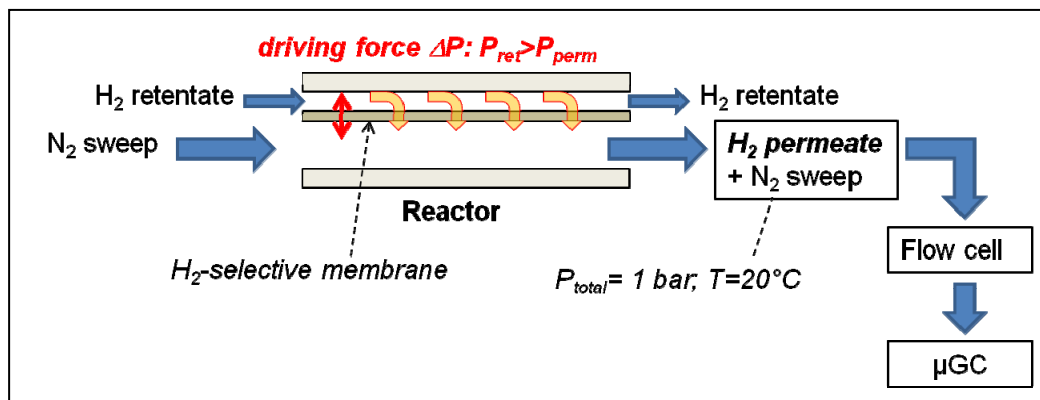 driving force ΔP: Pret>Pperm
H2 retentate
H2 retentate
N2 sweep
H2 permeate
+ N2 sweep
Reactor
Flow cell
H2-selective membrane
Ptotal= 1 bar; T=20°C
µGC